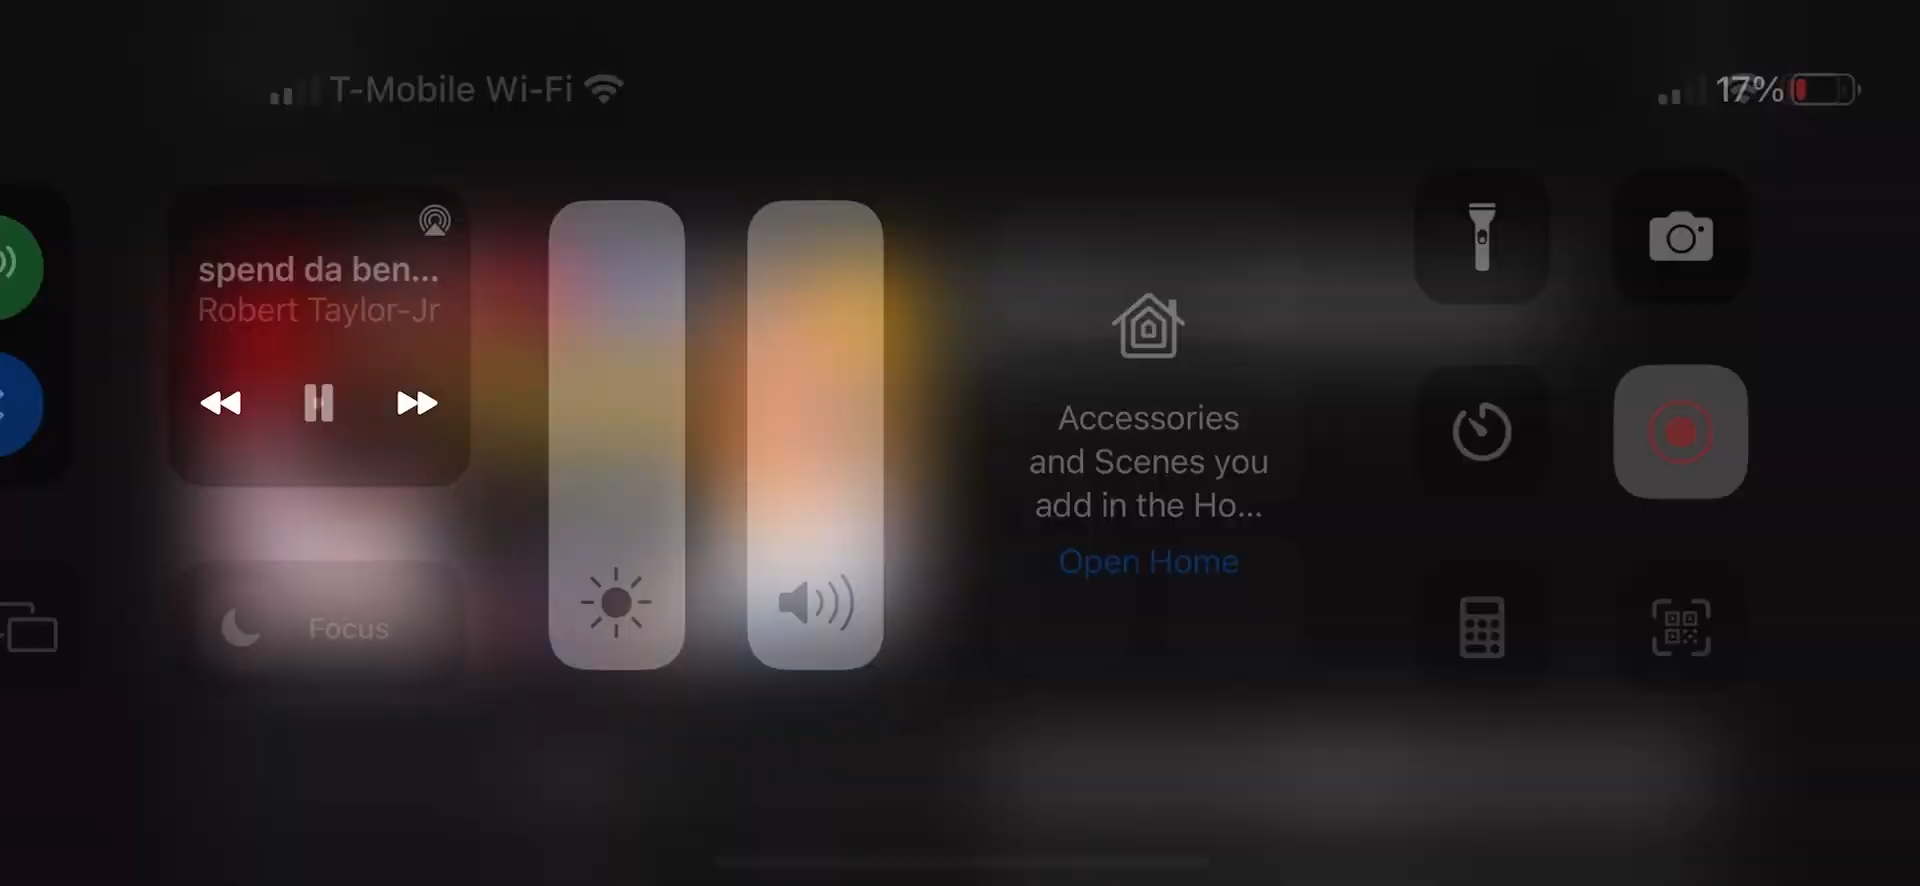 T-Mobile Wi-Fi
17%
spend da ben...
Robert Taylor-Jr
Focus
Accessories
and Scenes you
add in the Ho...
Open Home